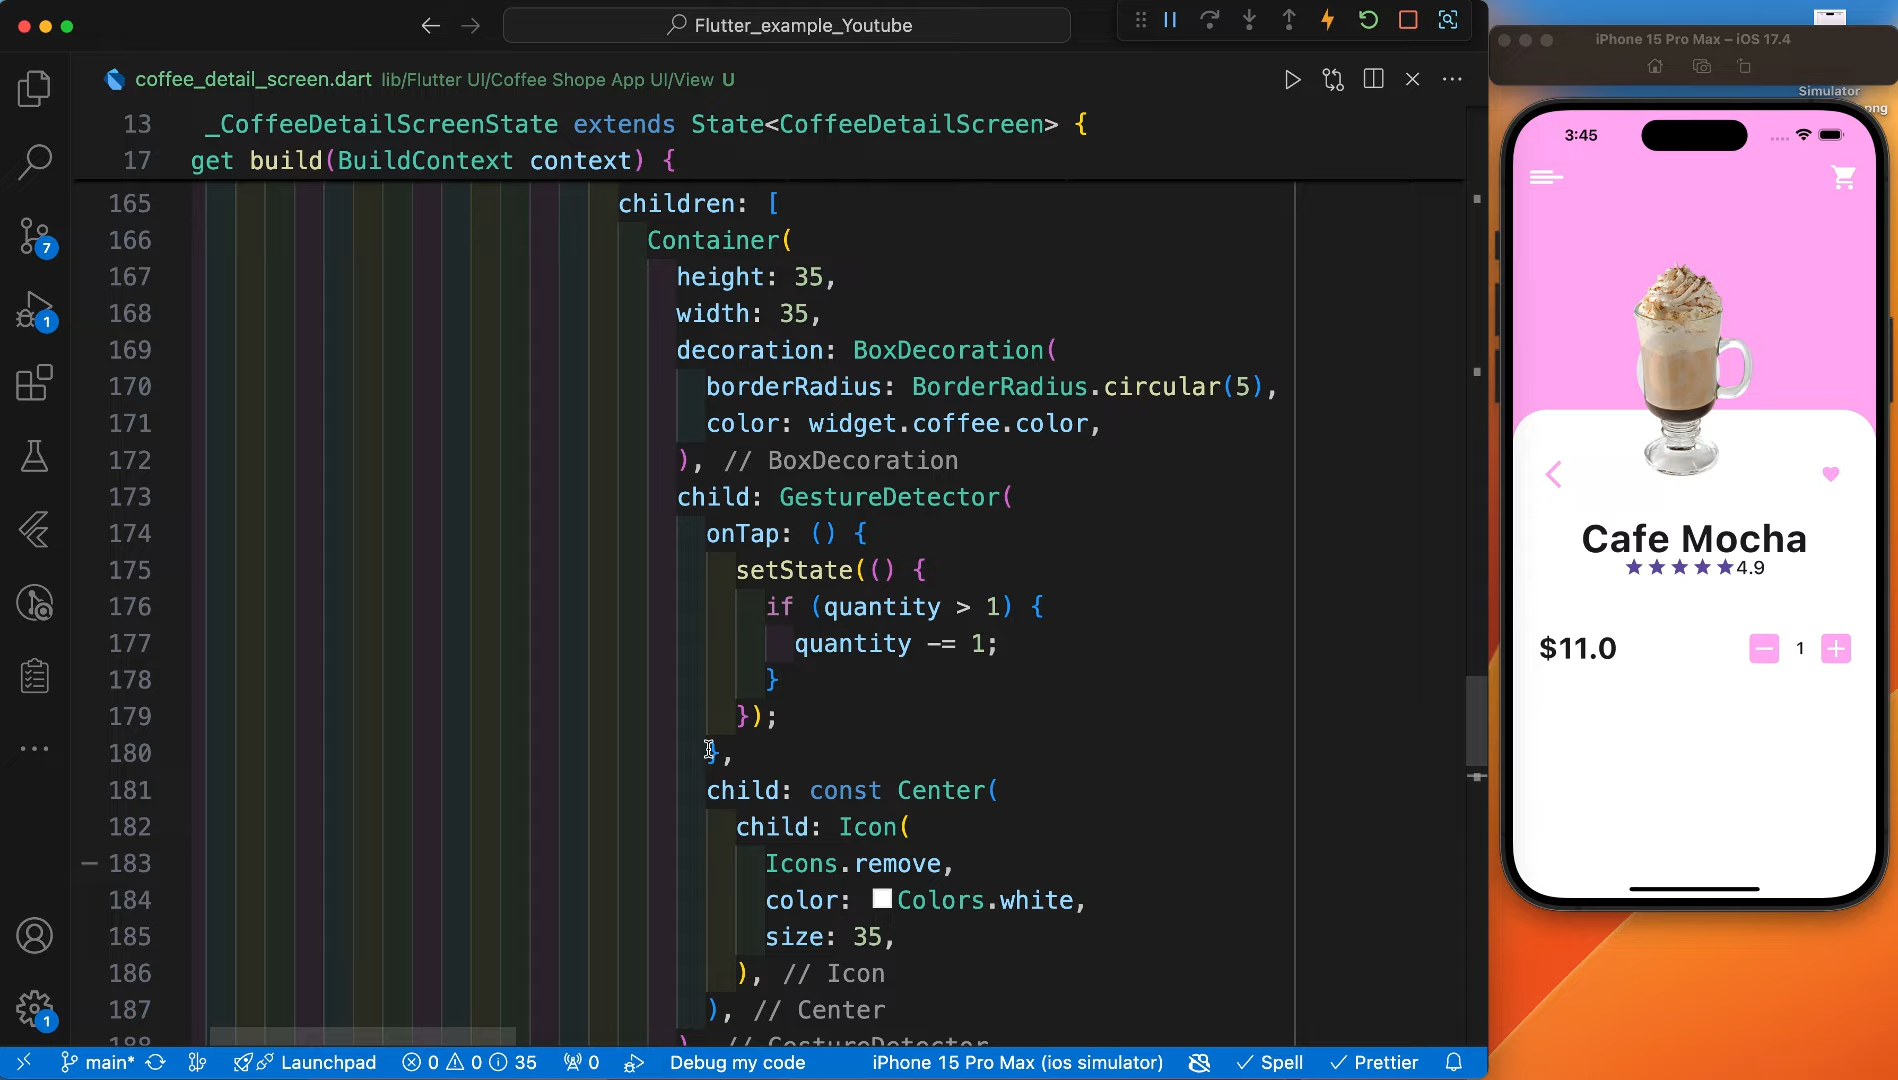 Flutter_example_Youtube
coffee_detail_screen.dart lib/Flutter UI/Coffee Shope App UI/View U
13 _CoffeeDetailScreenState extends State<CoffeeDetailScreen> {
17 get build(BuildContext context) {
165 children: [
166 Container(
167 height: 35,
168 width: 35,
169 decoration: BoxDecoration(
170 borderRadius: BorderRadius.circular(5),
171 color: widget.coffee.color,
172 ), // BoxDecoration
173 child: GestureDetector(
174 onTap: () {
175 setState(() {
176 if (quantity > 1) {
177 quantity -= 1;
178 }
179 });
180 },
181 child: const Center(
182 child: Icon(
183 Icons.remove,
184 color: Colors.white,
185 size: 35,
186 ), // Icon
187 ), // Center
188 ), // GestureDetector
7
1
1
main* Launchpad 0 0 35 0 Debug my code iPhone 15 Pro Max (ios simulator) Spell Prettier
iPhone 15 Pro Max – iOS 17.4
Simulator
.png
3:45
Cafe Mocha
4.9
$11.0 1